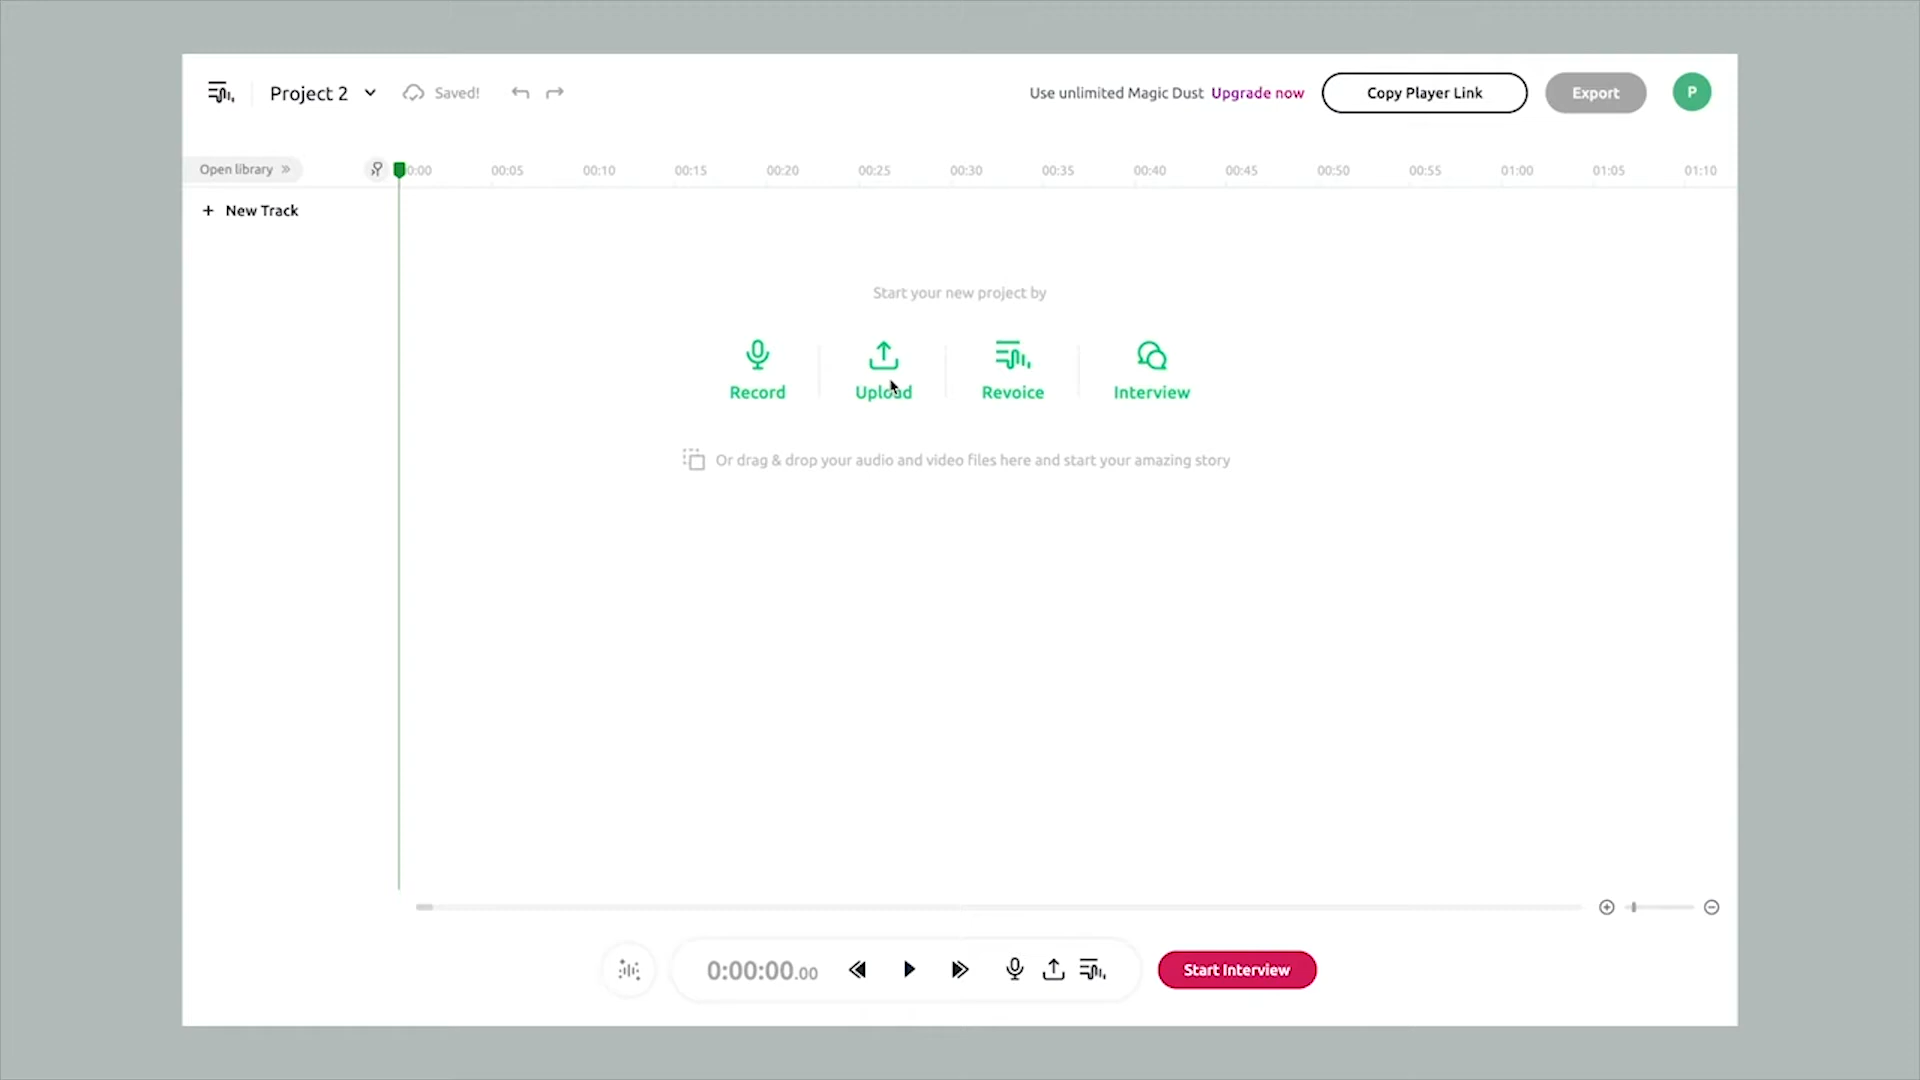 Project 2 Saved! Use unlimited Magic Dust Upgrade now Copy Player Link Export P
Open library 0:00 00:05 00:10 00:15 00:20 00:25 00:30 00:35 00:40 00:45 00:50 00:55 01:00 01:05 01:10
+ New Track
Start your new project by
Record Upload Revoice Interview
Or drag & drop your audio and video files here and start your amazing story
0:00:00.00 Start Interview